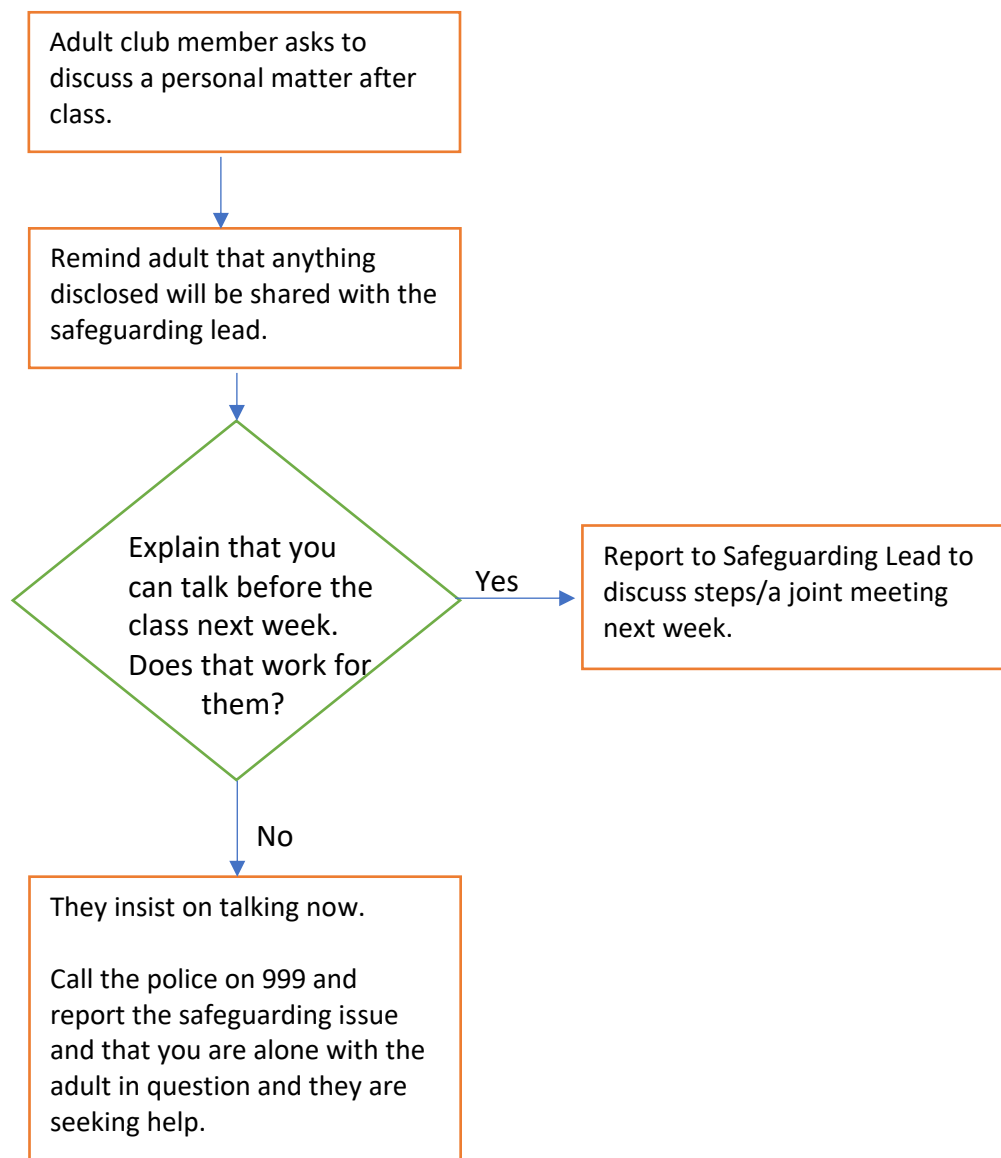 Adult club member asks to
discuss a personal matter after
class.
Remind adult that anything
disclosed will be shared with the
safeguarding lead.
Explain that you
can talk before the
class next week.
Does that work for
them?
Yes
Report to Safeguarding Lead to
discuss steps/a joint meeting
next week.
No
They insist on talking now.
Call the police on 999 and
report the safeguarding issue
and that you are alone with the
adult in question and they are
seeking help.